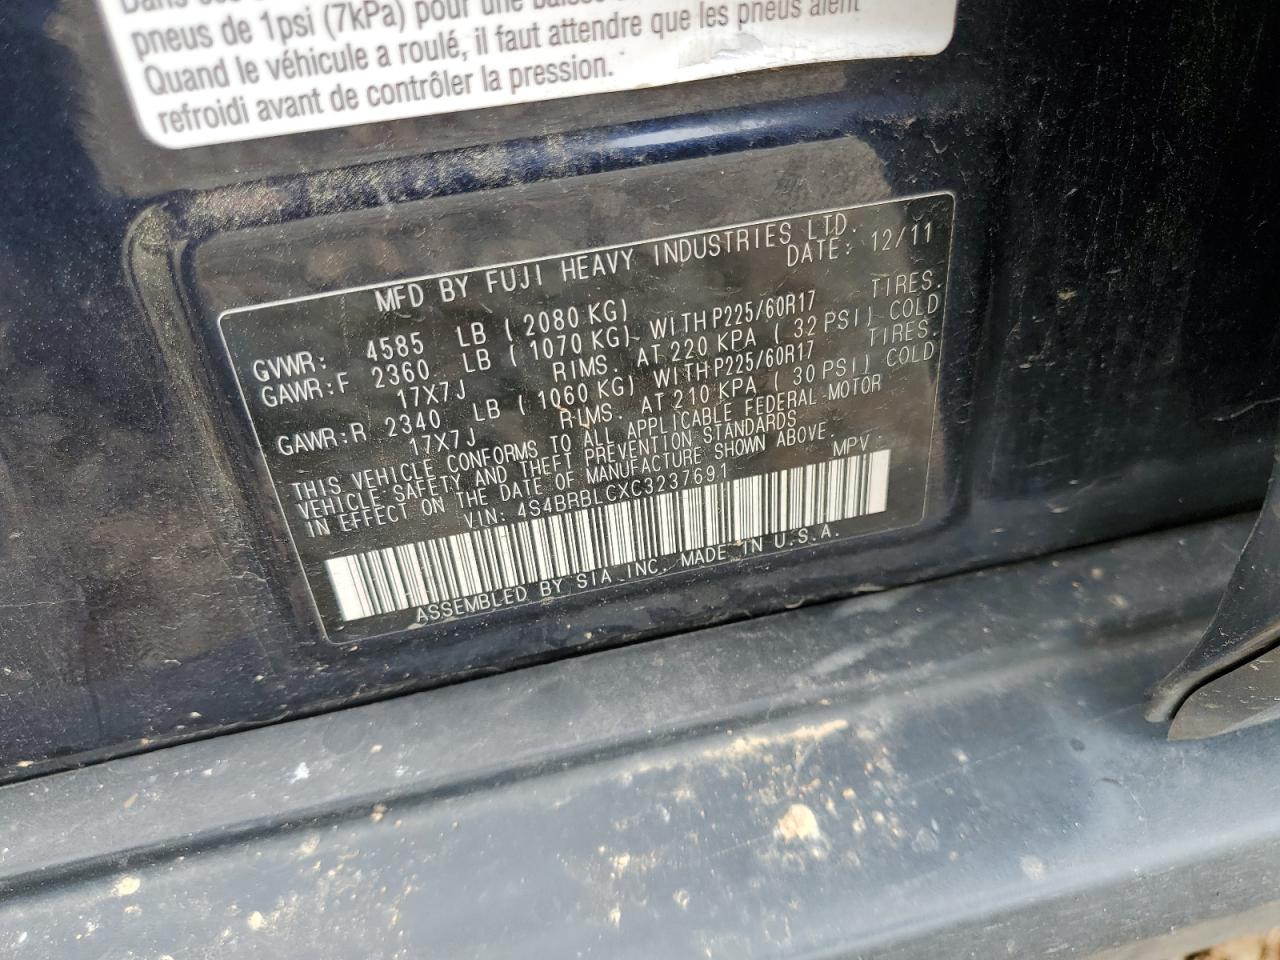 pneus de 1psi (7kPa) pour une
Quand le véhicule a roulé, il faut attendre que les pneus aient
refroidi avant de contrôler la pression.
MFD BY FUJI HEAVY INDUSTRIES LTD.
DATE: 12/11
GVWR: 4585 LB ( 2080 KG)
GAWR:F 2360 LB ( 1070 KG) WITH P225/60R17 TIRES.
17X7J RIMS. AT 220 KPA ( 32 PSI) COLD
GAWR:R 2340 LB ( 1060 KG) WITH P225/60R17 TIRES.
17X7J RIMS. AT 210 KPA ( 30 PSI) COLD
THIS VEHICLE CONFORMS TO ALL APPLICABLE FEDERAL MOTOR
VEHICLE SAFETY AND THEFT PREVENTION STANDARDS
IN EFFECT ON THE DATE OF MANUFACTURE SHOWN ABOVE.
VIN: 4S4BRBLCXC3237691 MPV
ASSEMBLED BY SIA INC. MADE IN U.S.A.